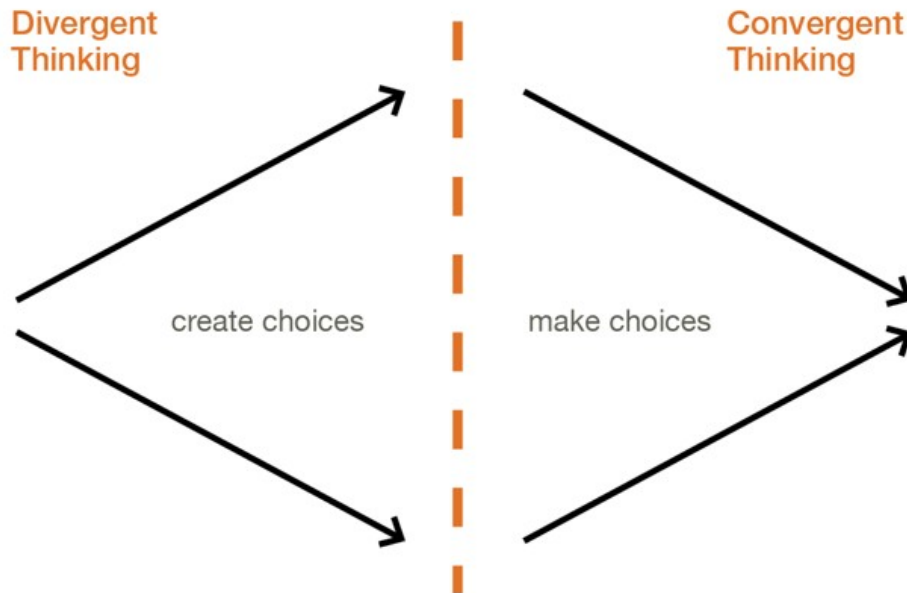 Divergent
Thinking
Convergent
Thinking
create choices
make choices